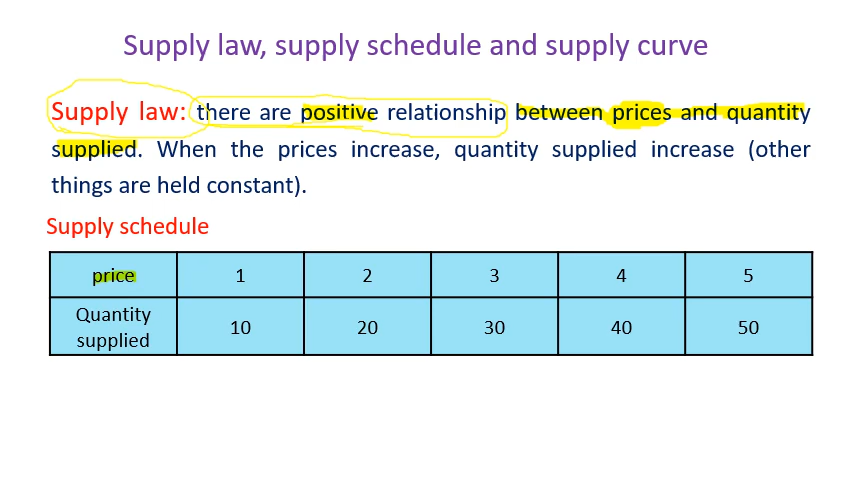 Supply law, supply schedule and supply curve
Supply law: there are positive relationship between prices and quantity
supplied. When the prices increase, quantity supplied increase (other
things are held constant).
Supply schedule
price 1 2 3 4 5
Quantity supplied 10 20 30 40 50